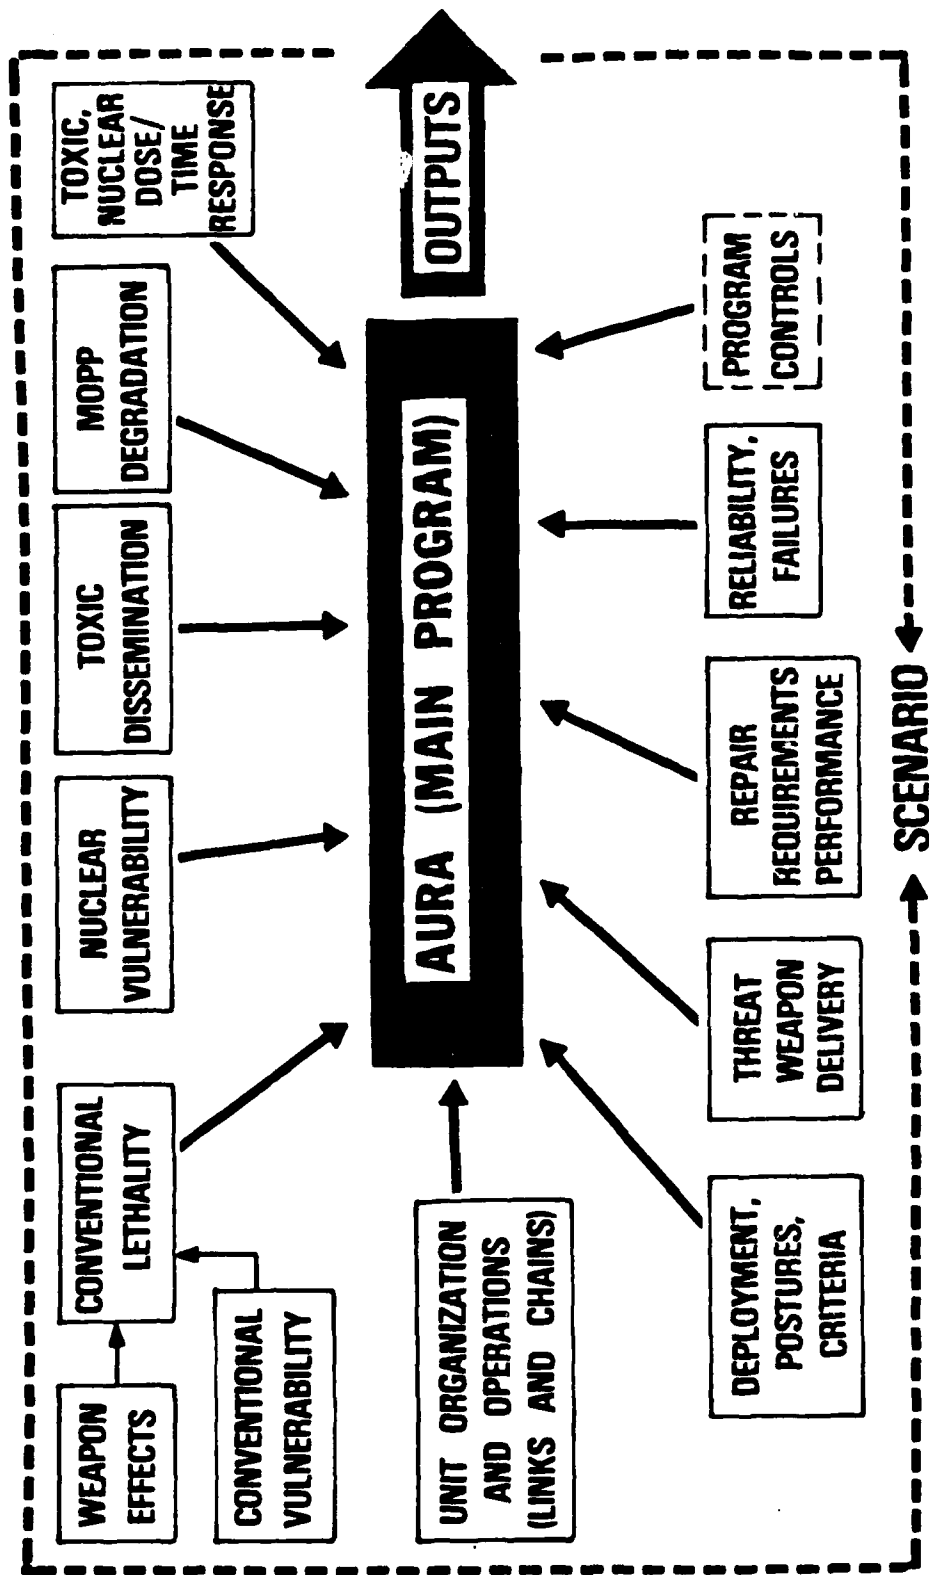 WEAPON
EFFECTS
CONVENTIONAL
LETHALITY
NUCLEAR
VULNERABILITY
TOXIC
DISSEMINATION
MOPP
DEGRADATION
TOXIC,
NUCLEAR
DOSE/
TIME
RESPONSE
CONVENTIONAL
VULNERABILITY
UNIT ORGANIZATION
AND OPERATIONS
(LINKS AND CHAINS)
AURA (MAIN PROGRAM)
OUTPUTS
DEPLOYMENT,
POSTURES,
CRITERIA
THREAT
WEAPON
DELIVERY
REPAIR
REQUIREMENTS
PERFORMANCE
RELIABILITY,
FAILURES
PROGRAM
CONTROLS
SCENARIO